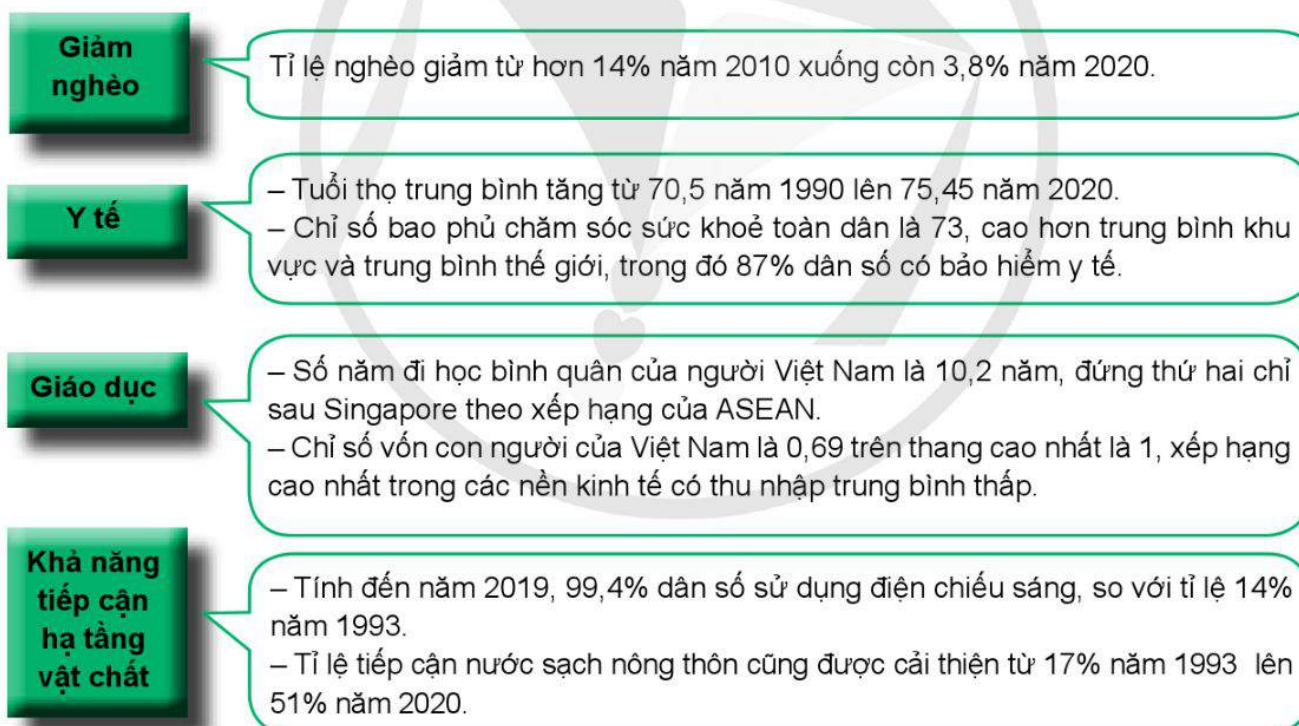 Giảm
nghèo
Tỉ lệ nghèo giảm từ hơn 14% năm 2010 xuống còn 3,8% năm 2020.
Y tế
– Tuổi thọ trung bình tăng từ 70,5 năm 1990 lên 75,45 năm 2020.
– Chỉ số bao phủ chăm sóc sức khoẻ toàn dân là 73, cao hơn trung bình khu
vực và trung bình thế giới, trong đó 87% dân số có bảo hiểm y tế.
Giáo dục
– Số năm đi học bình quân của người Việt Nam là 10,2 năm, đứng thứ hai chỉ
sau Singapore theo xếp hạng của ASEAN.
– Chỉ số vốn con người của Việt Nam là 0,69 trên thang cao nhất là 1, xếp hạng
cao nhất trong các nền kinh tế có thu nhập trung bình thấp.
Khả năng
tiếp cận
hạ tầng
vật chất
– Tính đến năm 2019, 99,4% dân số sử dụng điện chiếu sáng, so với tỉ lệ 14%
năm 1993.
– Tỉ lệ tiếp cận nước sạch nông thôn cũng được cải thiện từ 17% năm 1993 lên
51% năm 2020.